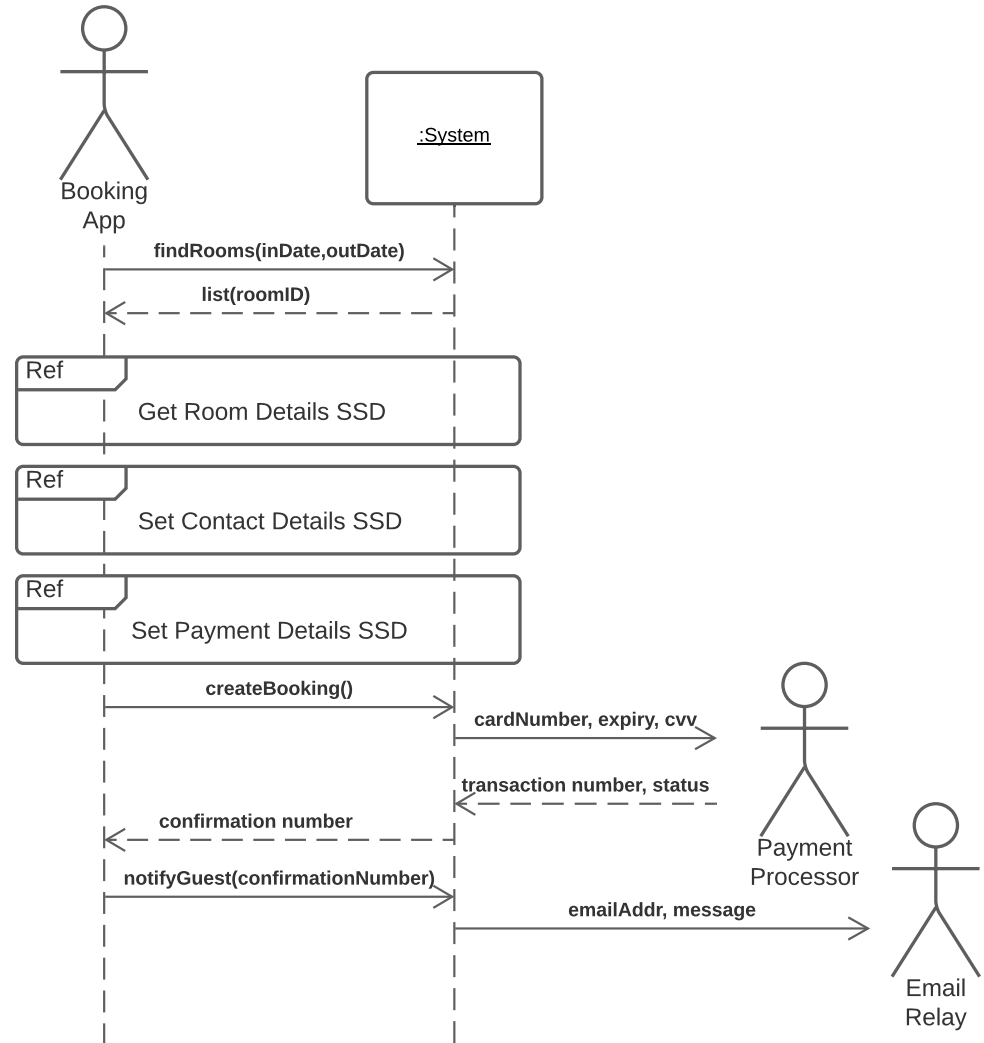 Booking
App
:System
findRooms(inDate,outDate)
list(roomID)
Ref
Get Room Details SSD
Ref
Set Contact Details SSD
Ref
Set Payment Details SSD
createBooking()
cardNumber, expiry, cvv
transaction number, status
confirmation number
Payment
Processor
notifyGuest(confirmationNumber)
emailAddr, message
Email
Relay